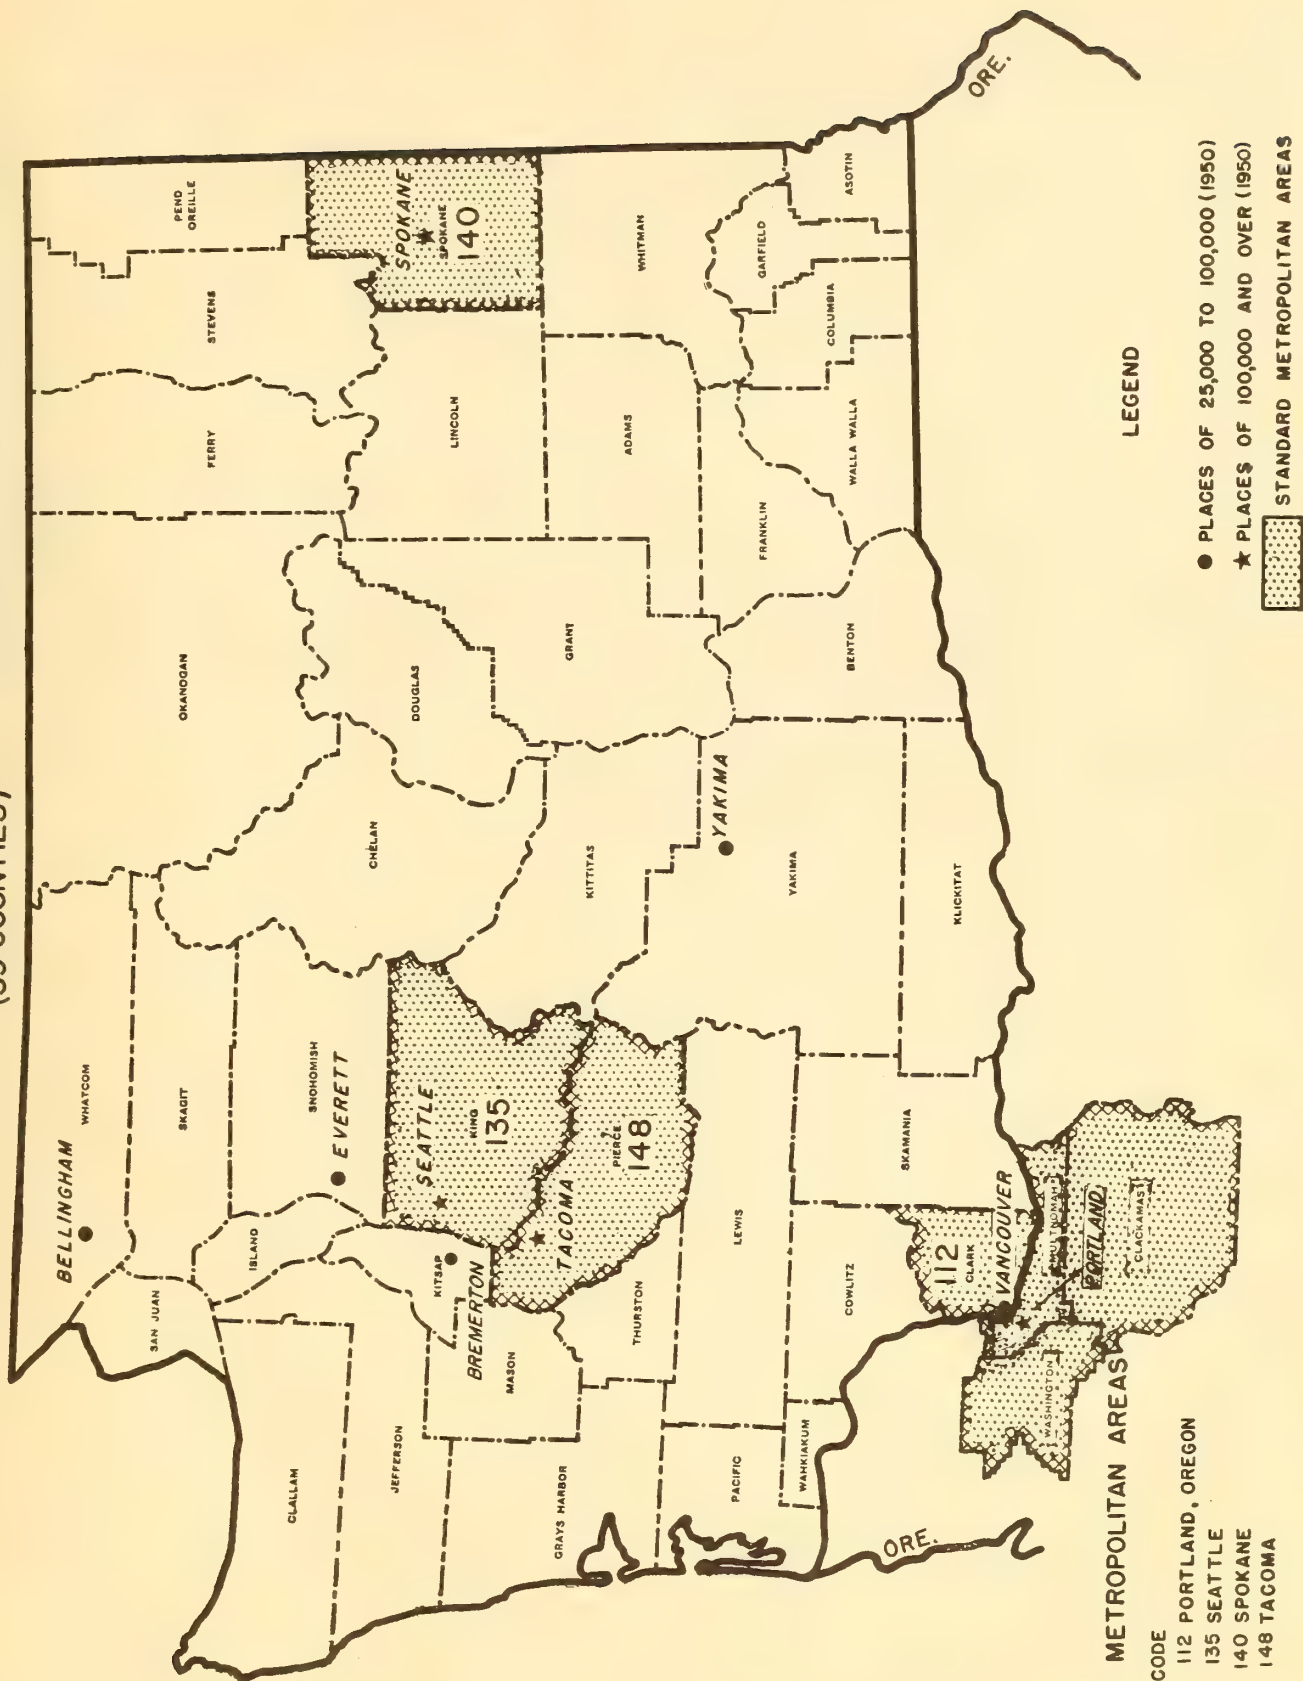 (39 COUNTIES)
WHATCOM
BELLINGHAM
SAN JUAN
SKAGIT
ISLAND
SNOHOMISH
EVERETT
OKANOGAN
FERRY
STEVENS
PEND
OREILLE
CLALLAM
JEFFERSON
KITSAP
BREMERTON
MASON
GRAYS HARBOR
SEATTLE
KING
135
TACOMA
PIERCE
148
CHELAN
DOUGLAS
KITTITAS
GRANT
LINCOLN
SPOKANE
SPOKANE
140
ADAMS
WHITMAN
THURSTON
LEWIS
PACIFIC
WAHKIAKUM
COWLITZ
YAKIMA
YAKIMA
BENTON
FRANKLIN
WALLA WALLA
COLUMBIA
GARFIELD
ASOTIN
SKAMANIA
KLICKITAT
112
CLARK
VANCOUVER
MULTNOMAH
PORTLAND
CLACKAMAS
WASHINGTON
ORE.
ORE.
METROPOLITAN AREAS
CODE
112 PORTLAND, OREGON
135 SEATTLE
140 SPOKANE
148 TACOMA
LEGEND
● PLACES OF 25,000 TO 100,000 (1950)
★ PLACES OF 100,000 AND OVER (1950)
STANDARD METROPOLITAN AREAS